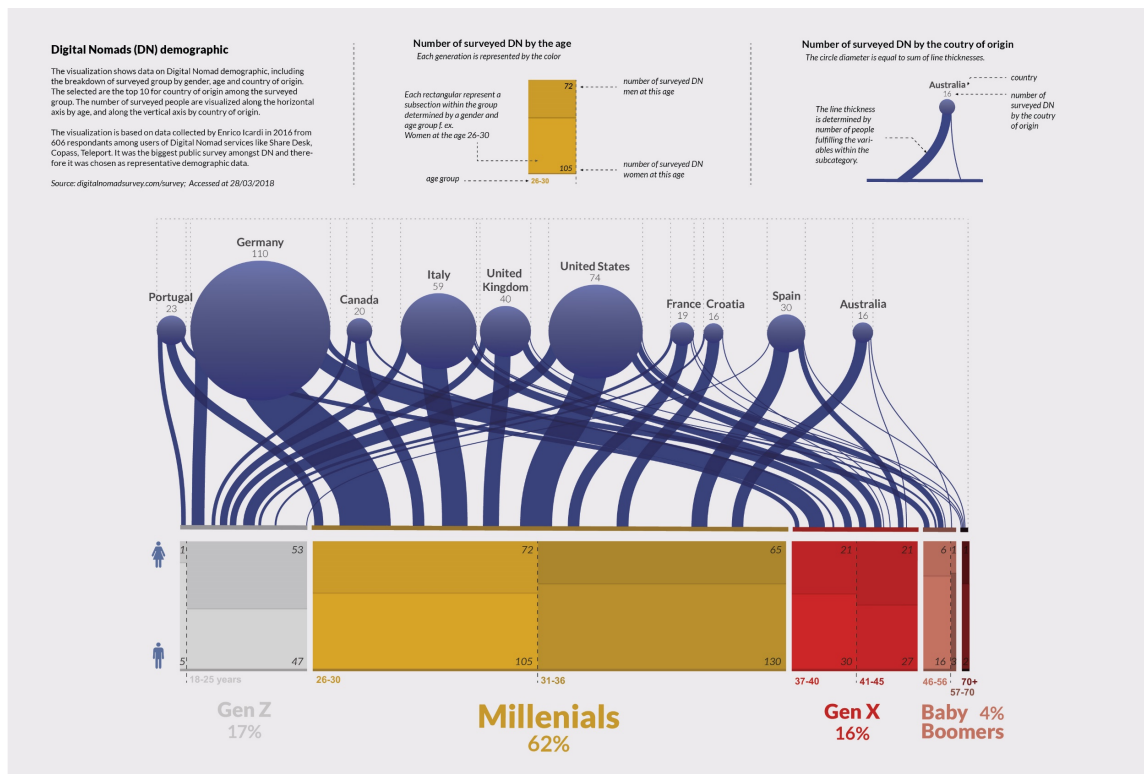 Digital Nomads (DN) demographic
The visualization shows data on Digital Nomad demographic, including
the breakdown of surveyed group by gender, age and country of origin.
The selected are the top 10 for country of origin among the surveyed
group. The number of surveyed people are visualized along the horizontal
axis by age, and along the vertical axis by country of origin.
The visualization is based on data collected by Enrico Icardi in 2016 from
606 respondants among users of Digital Nomad services like Share Desk,
Copass, Teleport. It was the biggest public survey amongst DN and there-
fore it was chosen as representative demographic data.
Source: digitalnomadsurvey.com/survey; Accessed at 28/03/2018
Number of surveyed DN by the age
Each generation is represented by the color
Each rectangular represent a
subsection within the group
determined by a gender and
age group f. ex.
Women at the age 26-30
age group
72
105
26-30
number of surveyed DN
men at this age
number of surveyed DN
women at this age
Number of surveyed DN by the coutry of origin
The circle diameter is equal to sum of line thicknesses.
The line thickness
is determined by
number of people
fulfilling the vari-
ables within the
subcategory.
Australia
16
country
number of
surveyed DN
by the coutry
of origin
Portugal
23
Germany
110
Canada
20
Italy
59
United
Kingdom
40
United States
74
France
19
Croatia
16
Spain
30
Australia
16
1 53 72 65 21 21 6 1
5 47 105 130 30 27 16 3
18-25 years 26-30 31-36 37-40 41-45 46-56 70+
57-70
Gen Z
17%
Millenials
62%
Gen X
16%
Baby 4%
Boomers